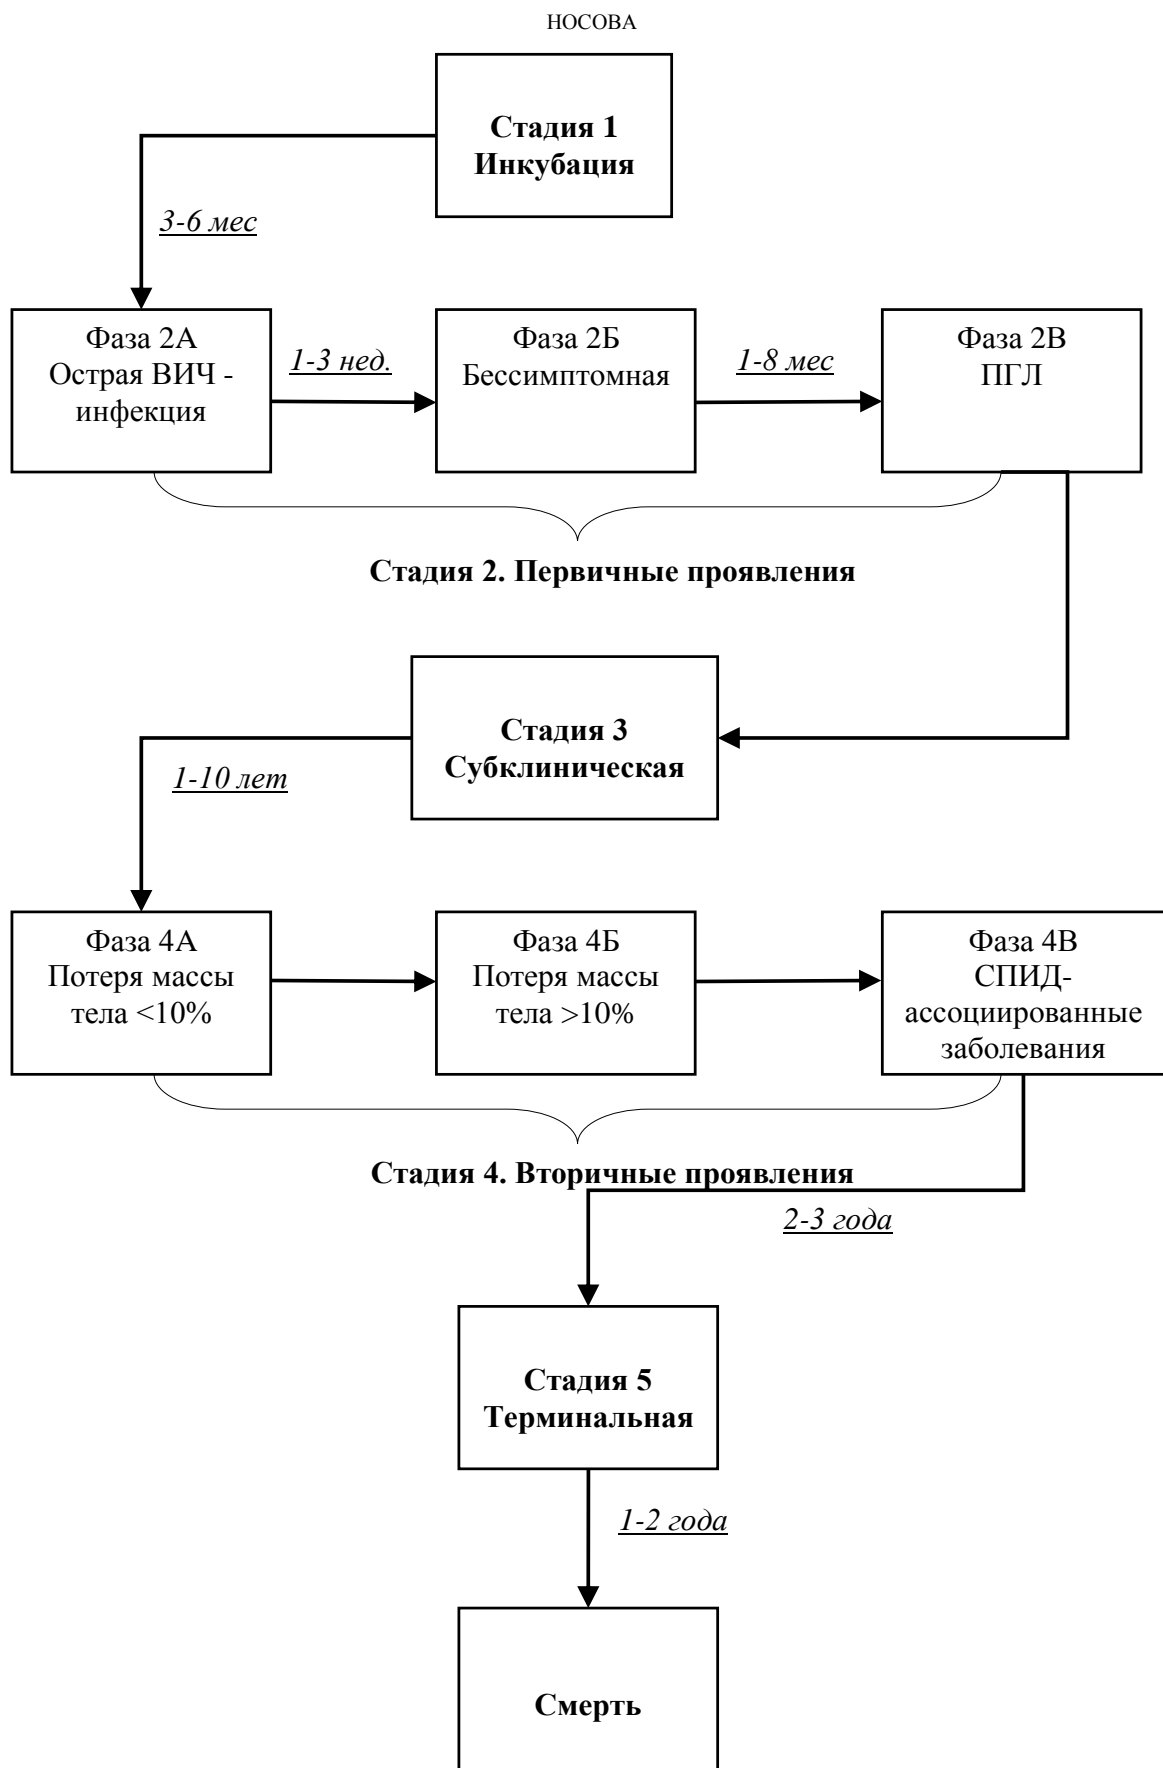 НОСОВА
Стадия 1
Инкубация
3-6 мес
Фаза 2А
Острая ВИЧ -
инфекция
1-3 нед.
Фаза 2Б
Бессимптомная
1-8 мес
Фаза 2В
ПГЛ
Стадия 2. Первичные проявления
Стадия 3
Субклиническая
1-10 лет
Фаза 4А
Потеря массы
тела <10%
Фаза 4Б
Потеря массы
тела >10%
Фаза 4В
СПИД-
ассоциированные
заболевания
Стадия 4. Вторичные проявления
2-3 года
Стадия 5
Терминальная
1-2 года
Смерть